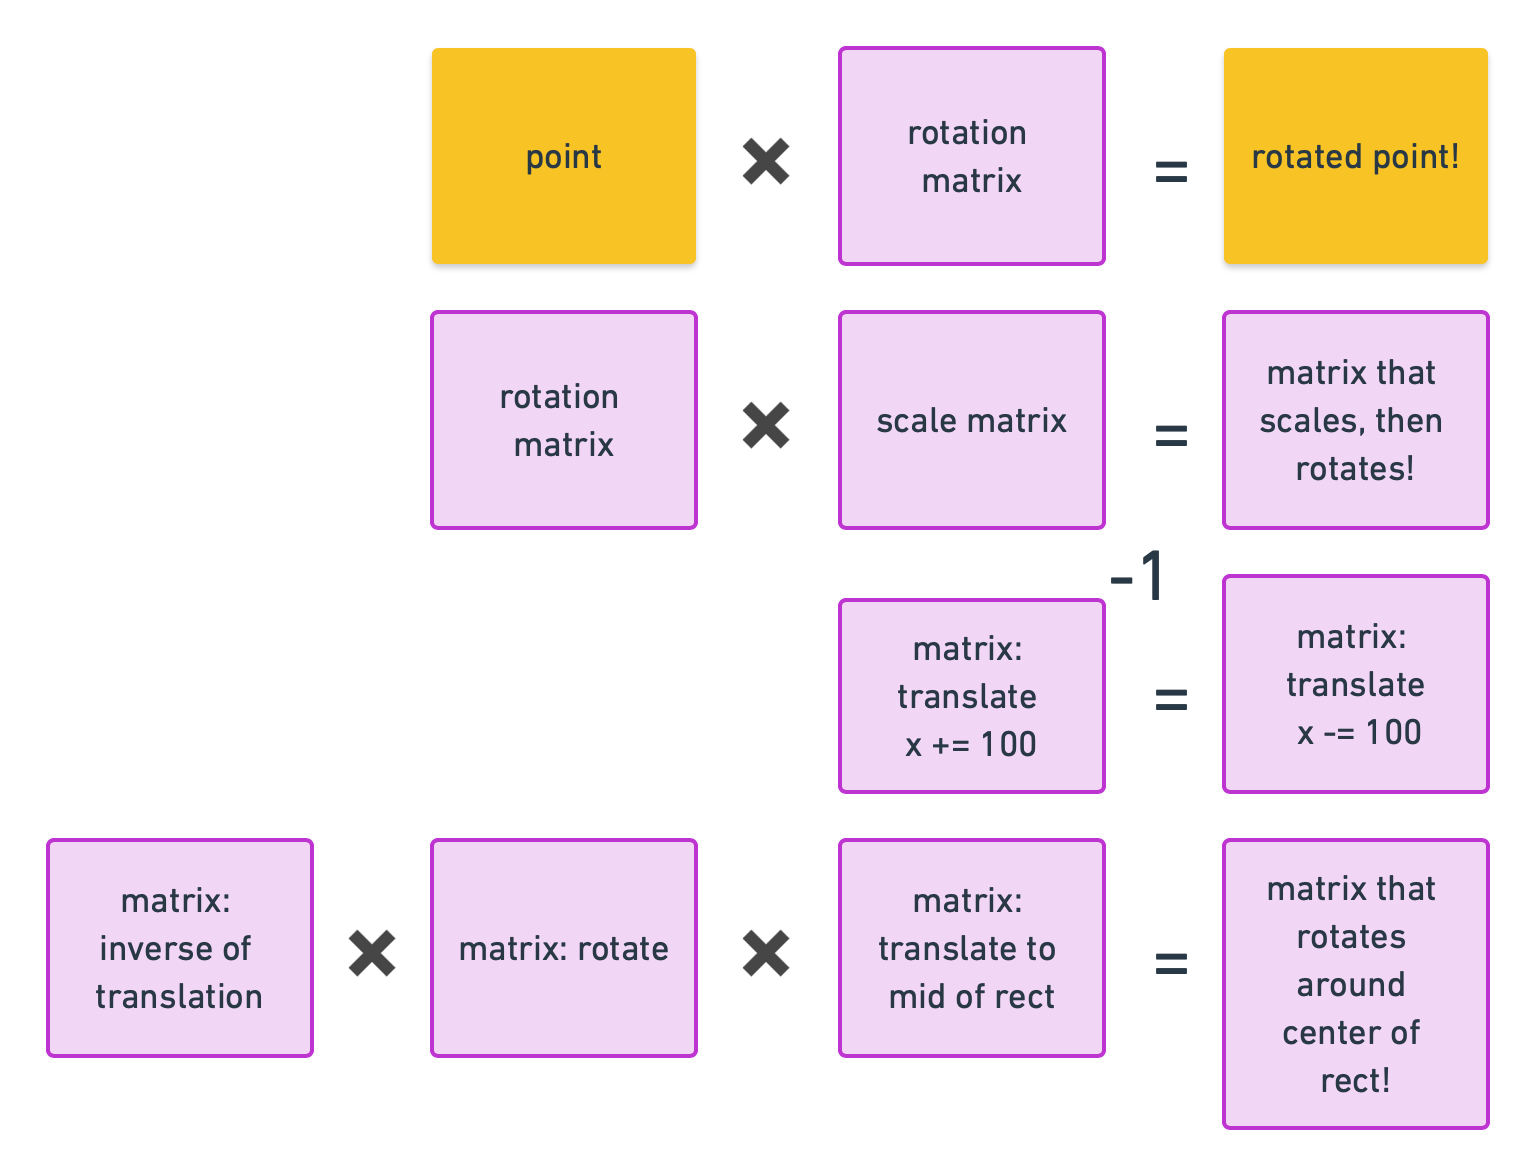 point
×
rotation
matrix
=
rotated point!
rotation
matrix
×
scale matrix
=
matrix that
scales, then
rotates!
matrix:
translate
x += 100
-1
=
matrix:
translate
x -= 100
matrix:
inverse of
translation
×
matrix: rotate
×
matrix:
translate to
mid of rect
=
matrix that
rotates
around
center of
rect!